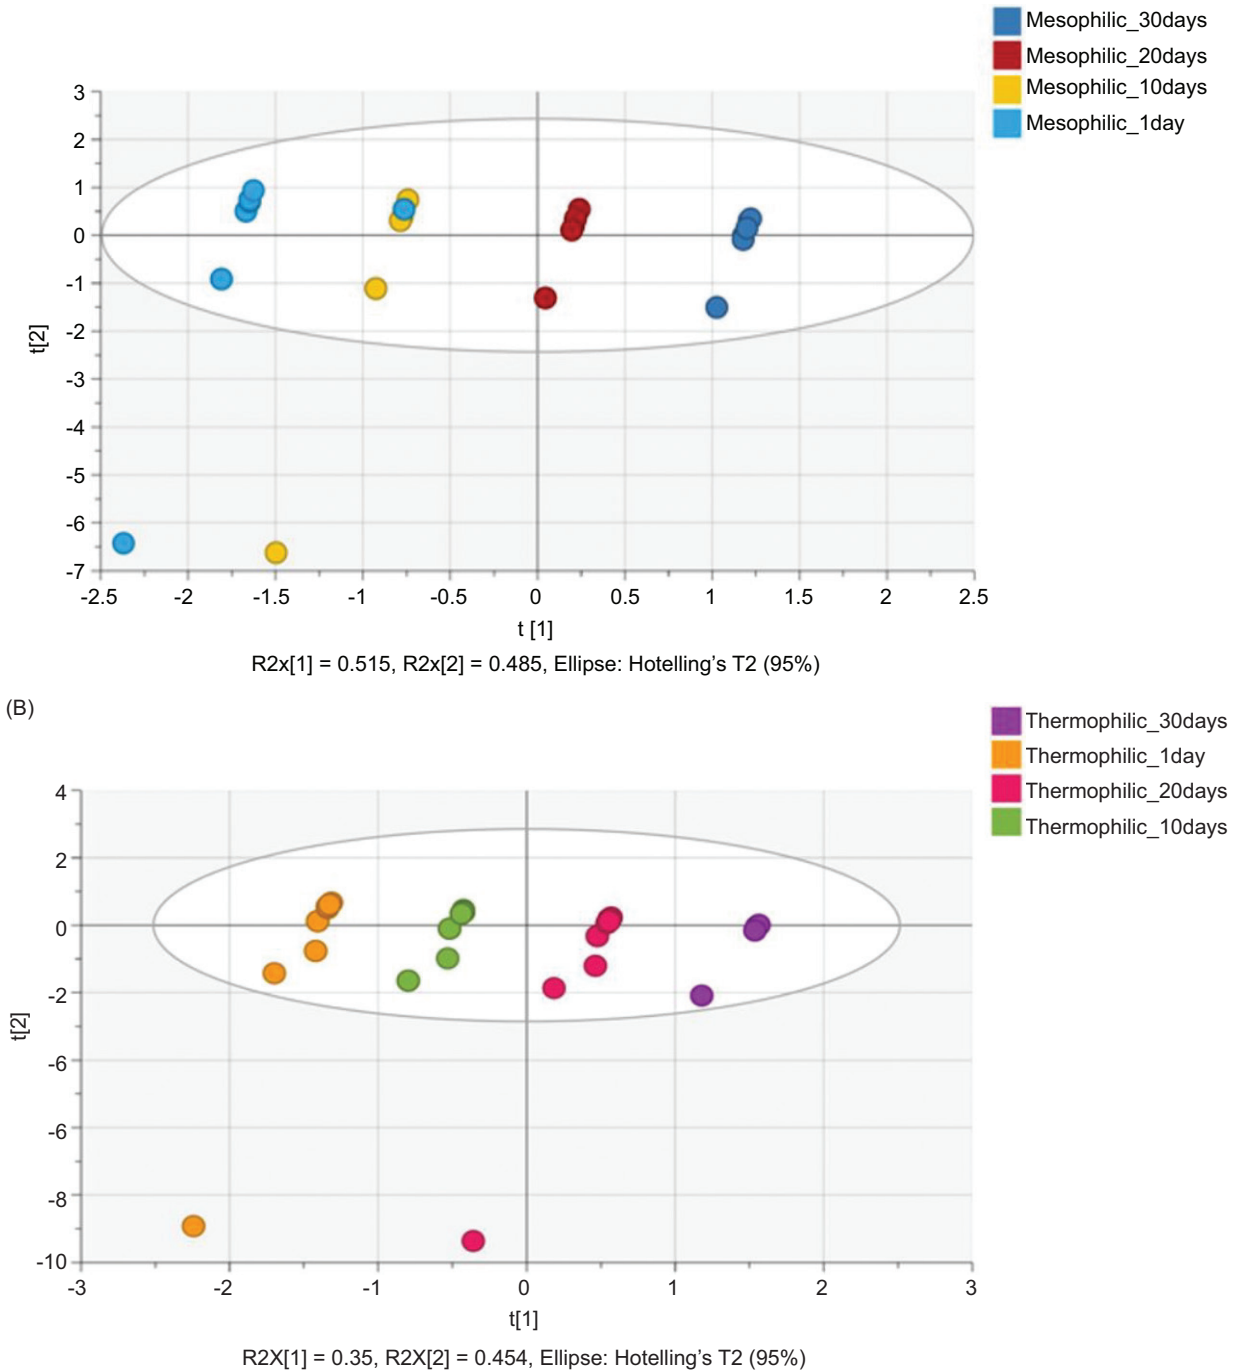 Mesophilic_30days
Mesophilic_20days
Mesophilic_10days
Mesophilic_1day
3
2
1
0
-1
-2
-3
-4
-5
-6
-7
t[2]
-2.5 -2 -1.5 -1 -0.5 0 0.5 1 1.5 2 2.5
t [1]
R2x[1] = 0.515, R2x[2] = 0.485, Ellipse: Hotelling’s T2 (95%)
(B)
Thermophilic_30days
Thermophilic_1day
Thermophilic_20days
Thermophilic_10days
4
2
0
-2
-6
-6
-8
-10
t[2]
-3 -2 -1 0 1 2 3
t[1]
R2X[1] = 0.35, R2X[2] = 0.454, Ellipse: Hotelling’s T2 (95%)